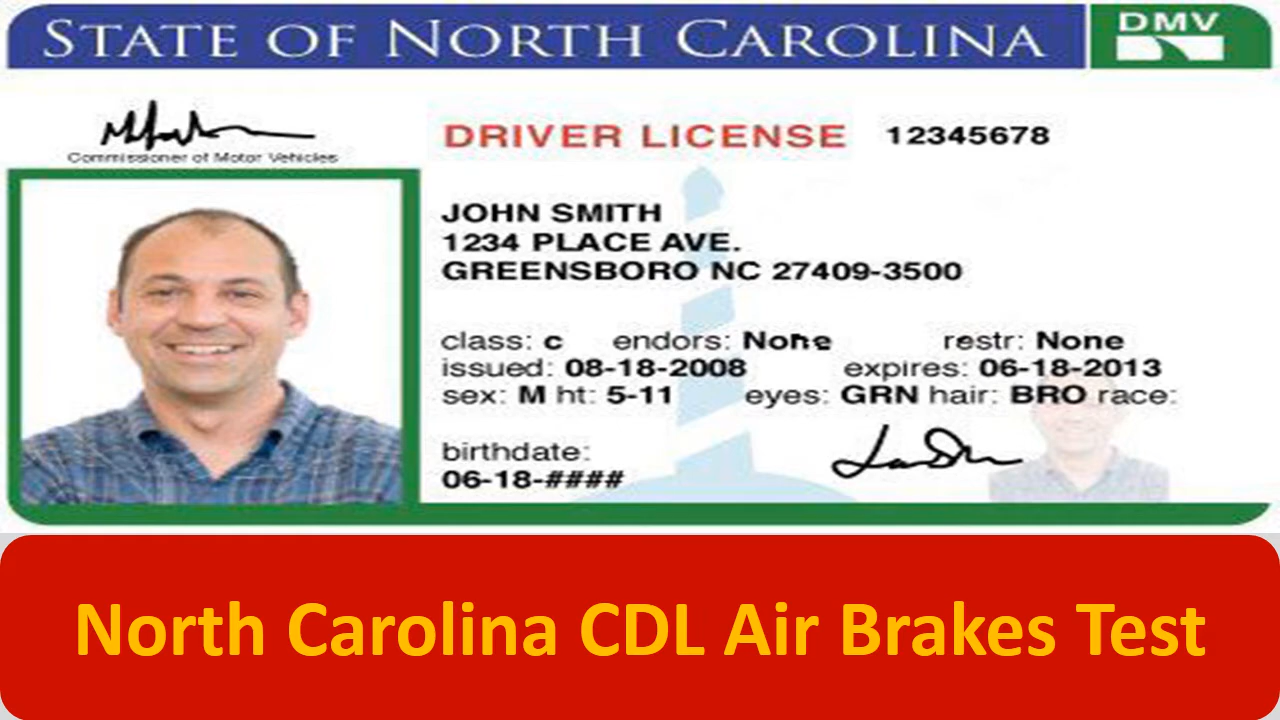 STATE OF NORTH CAROLINA
DMV
Commissioner of Motor Vehicles
DRIVER LICENSE 12345678
JOHN SMITH
1234 PLACE AVE.
GREENSBORO NC 27409-3500
class: c endors: None restr: None
issued: 08-18-2008 expires: 06-18-2013
sex: M ht: 5-11 eyes: GRN hair: BRO race:
birthdate:
06-18-####
North Carolina CDL Air Brakes Test